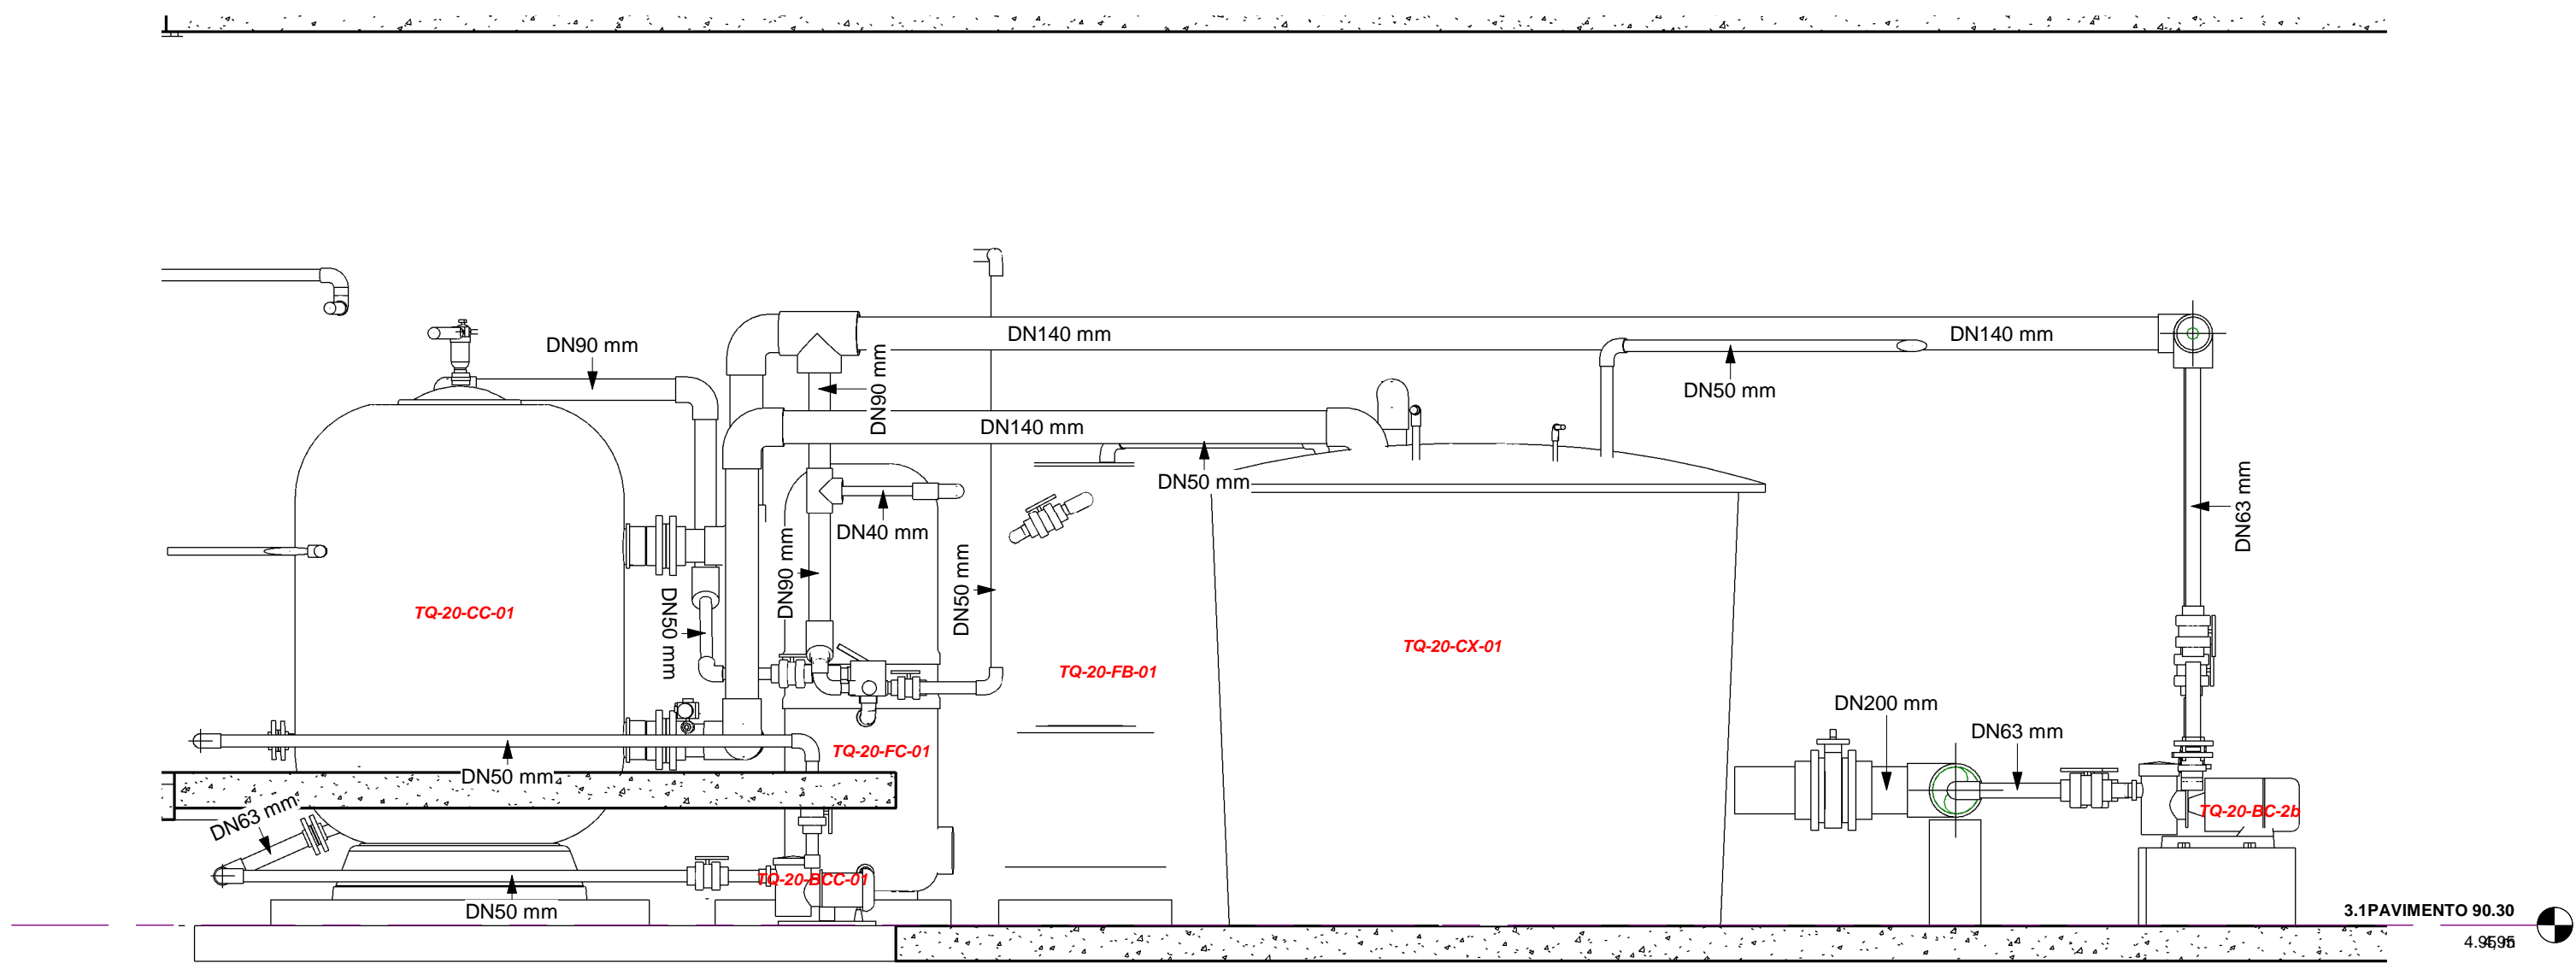 DN140 mm
DN140 mm
DN90 mm
DN90 mm
DN50 mm
DN140 mm
DN50 mm
DN63 mm
DN40 mm
DN90 mm
DN50 mm
DN50 mm
TQ-20-CC-01
TQ-20-CX-01
TQ-20-FB-01
DN200 mm
DN63 mm
TQ-20-FC-01
DN50 mm
DN63 mm
TQ-20-BC-2b
TQ-20-BCC-01
DN50 mm
3.1PAVIMENTO 90.30